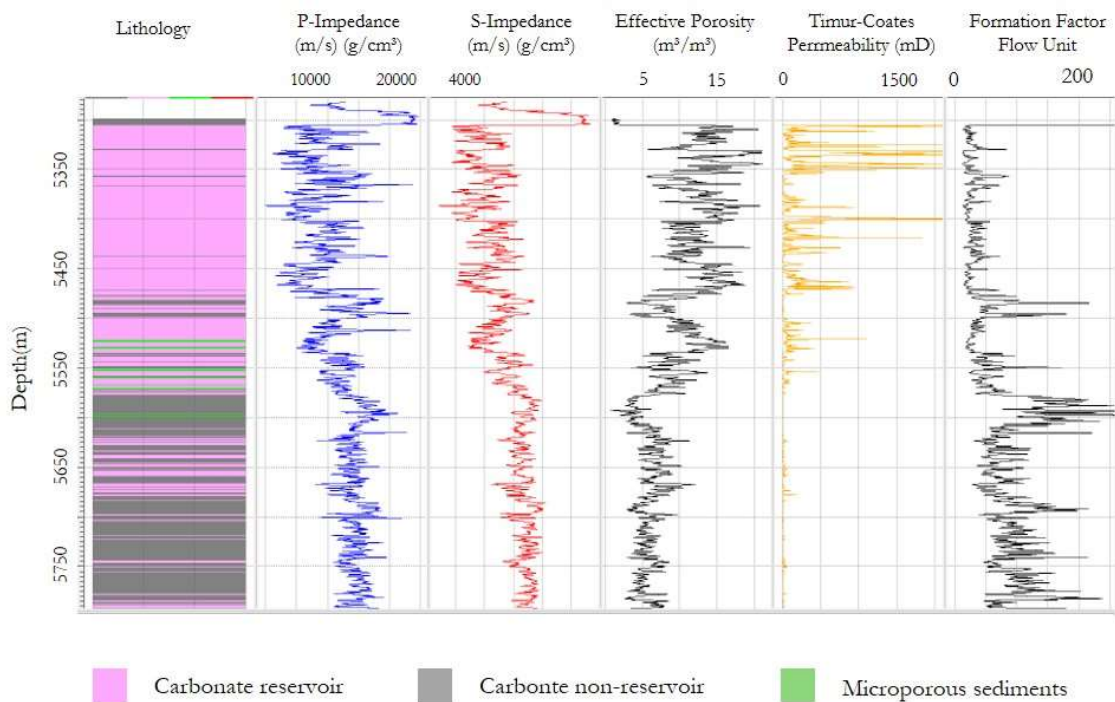 Lithology
P-Impedance
(m/s) (g/cm³)
S-Impedance
(m/s) (g/cm³)
Effective Porosity
(m³/m³)
Timur-Coates
Perrmeability (mD)
Formation Factor
Flow Unit
10000 20000
4000
5 15
0 1500
0 200
Depth(m)
5350
5450
5550
5650
5750
Carbonate reservoir
Carbonte non-reservoir
Microporous sediments